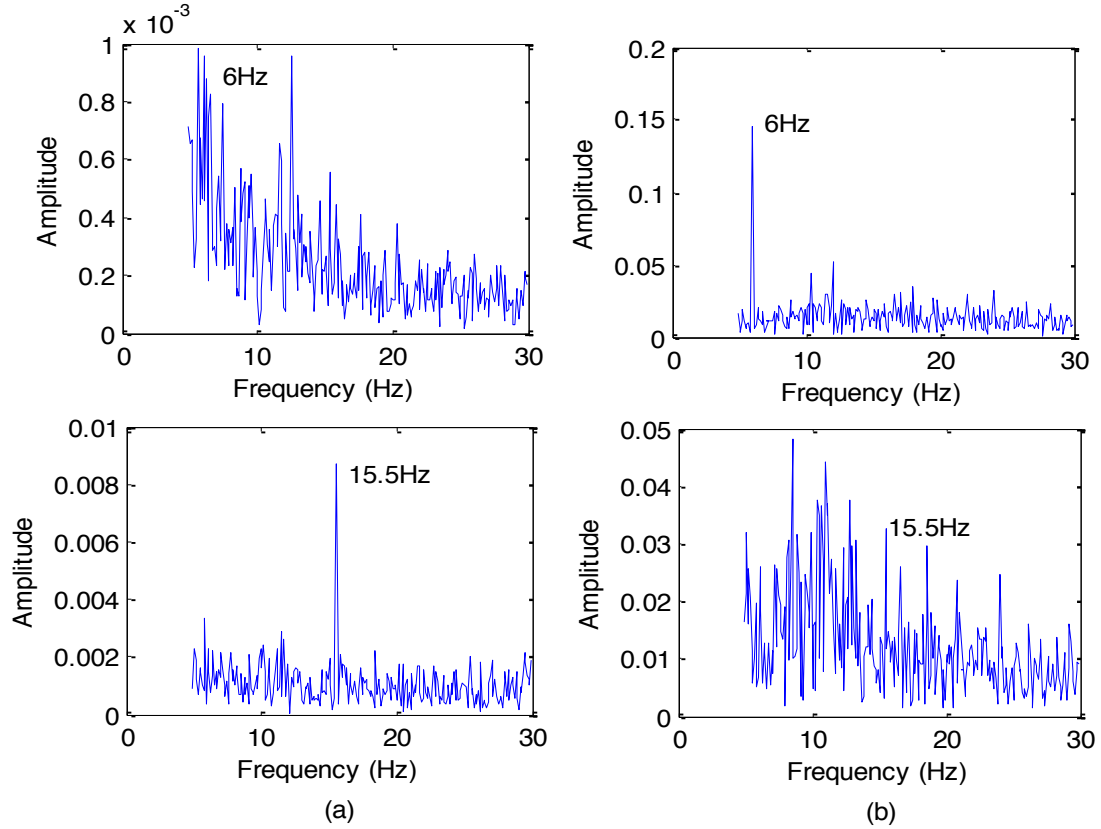 x 10-3
1
0.8
0.6
0.4
0.2
0
0 10 20 30
Amplitude
Frequency (Hz)
6Hz
0.2
0.15
0.1
0.05
0
0 10 20 30
Amplitude
Frequency (Hz)
6Hz
0.01
0.008
0.006
0.004
0.002
0
0 10 20 30
Amplitude
Frequency (Hz)
15.5Hz
(a)
0.05
0.04
0.03
0.02
0.01
0
0 10 20 30
Amplitude
Frequency (Hz)
15.5Hz
(b)